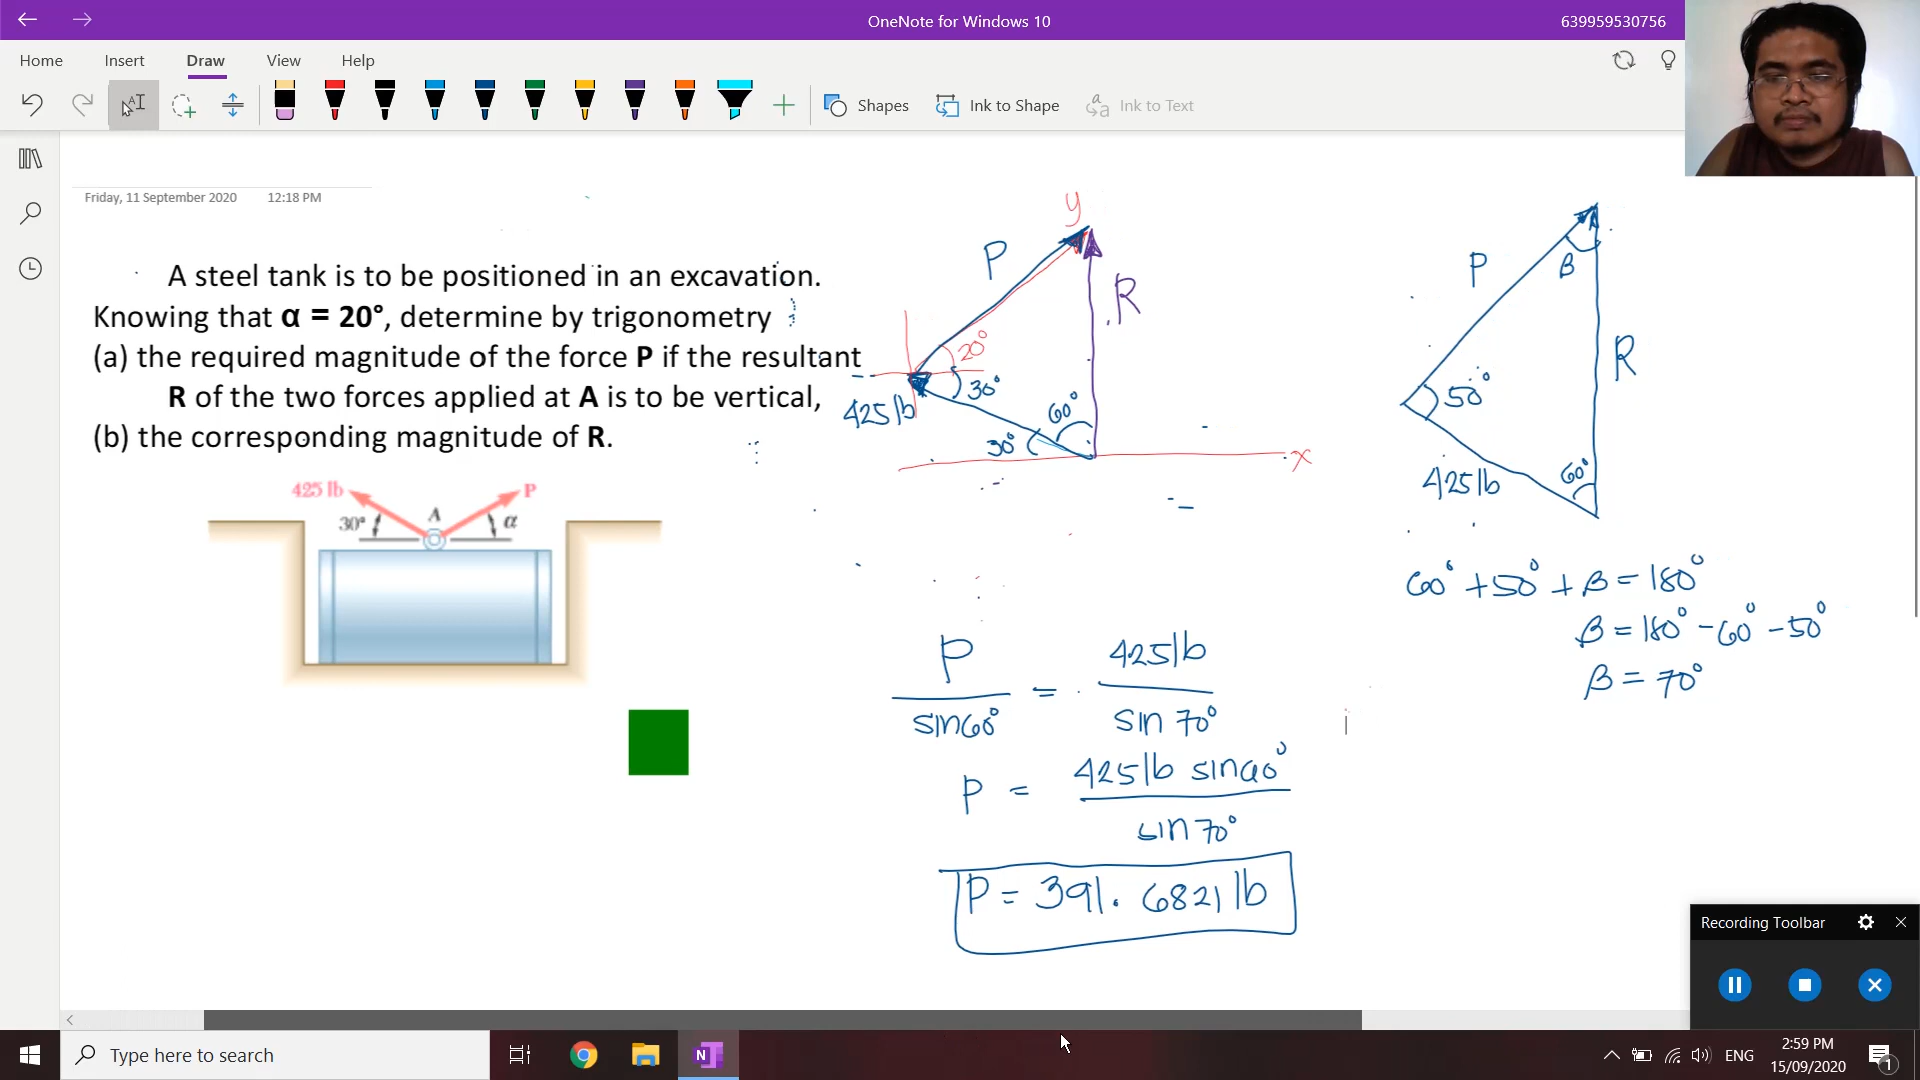 OneNote for Windows 10
639959530756
Home Insert Draw View Help
Shapes Ink to Shape Ink to Text
Friday, 11 September 2020 12:18 PM
A steel tank is to be positioned in an excavation.
Knowing that α = 20°, determine by trigonometry
(a) the required magnitude of the force P if the resultant
R of the two forces applied at A is to be vertical,
(b) the corresponding magnitude of R.
425 lb P
30° A α
y
P
R
20°
30°
425 lb
60°
30°
x
β
P
R
50°
60°
425 lb
60° + 50° + β = 180°
β = 180° - 60° - 50°
β = 70°
P = 425 lb
sin 60° sin 70°
P = 425 lb sin 60°
sin 70°
P = 391.6821 lb
Recording Toolbar
Type here to search
N
ENG
2:59 PM
15/09/2020
1